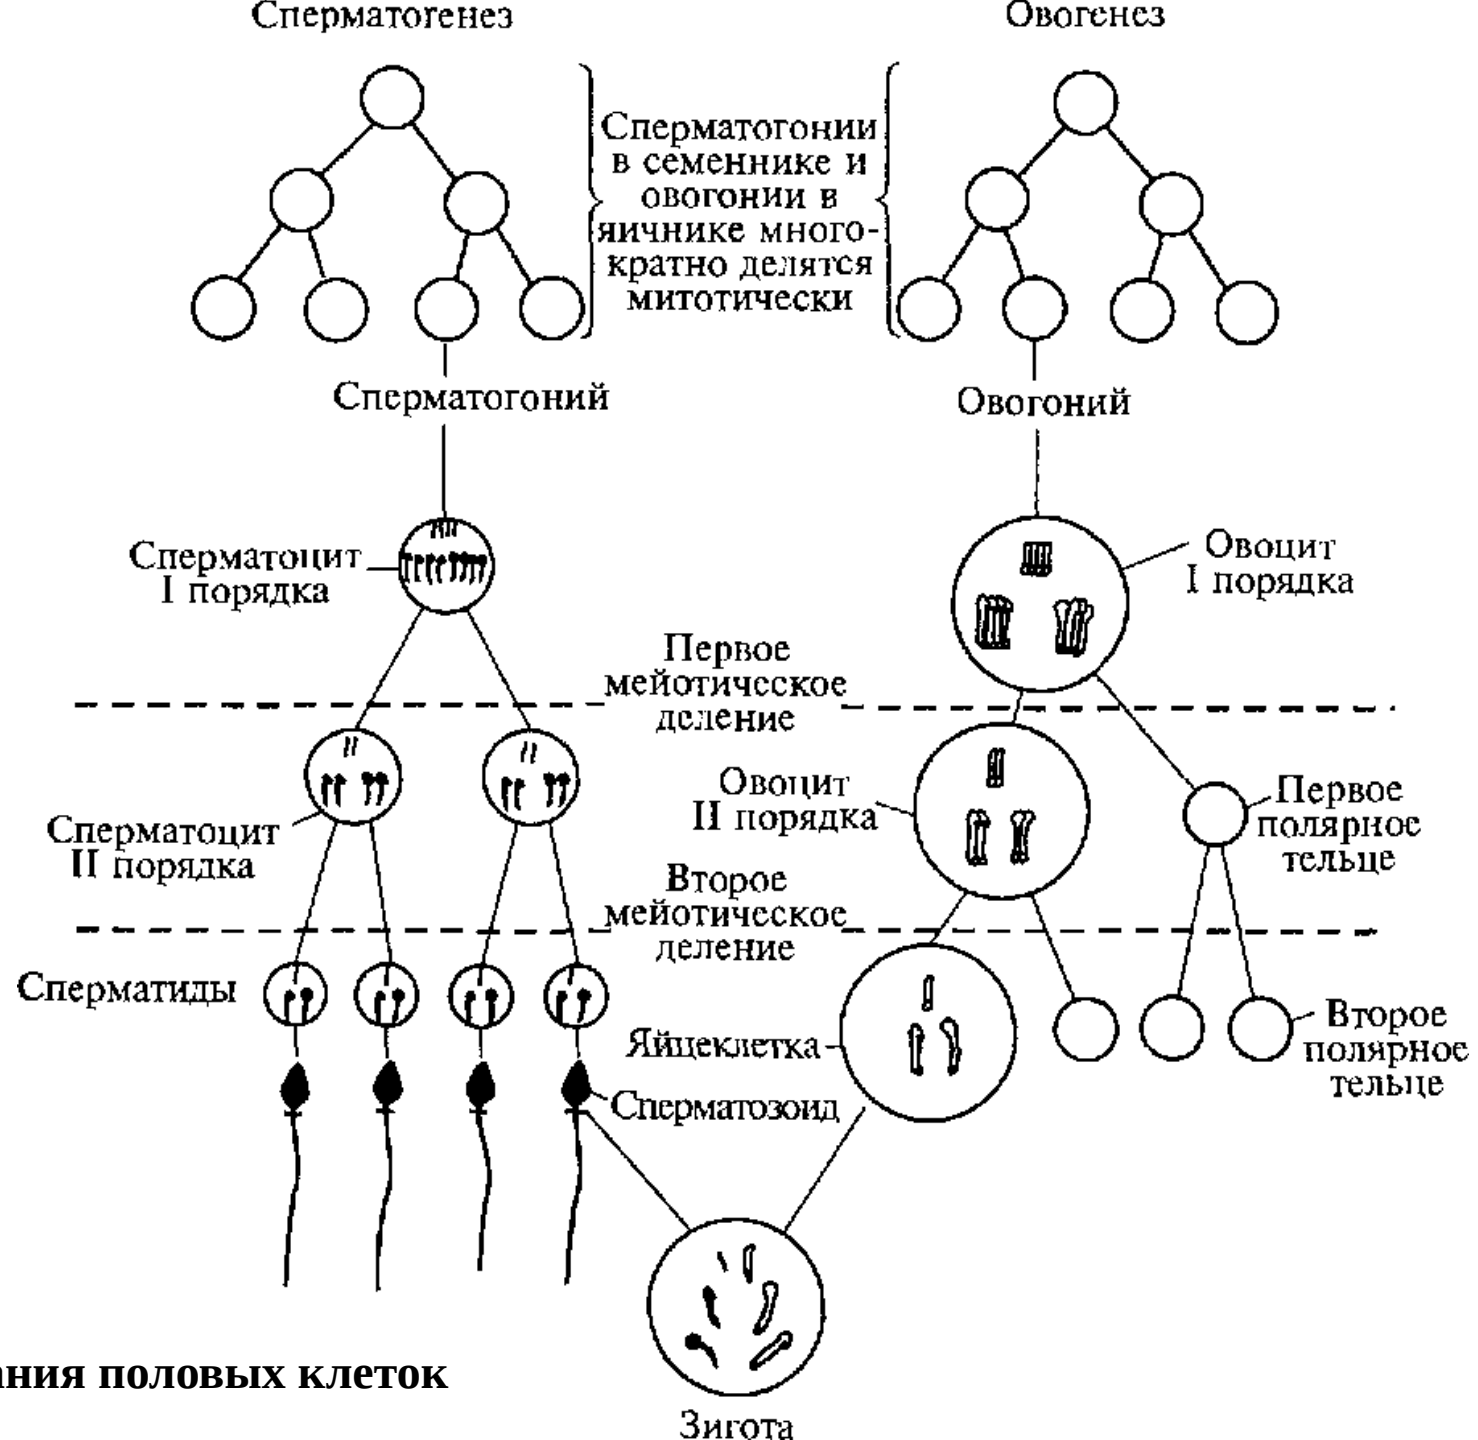 Сперматогенез
Овогенез
Сперматогонии
в семеннике и
овогонии в
яичнике много-
кратно делятся
митотически
Сперматогоний
Овогоний
Сперматоцит
I порядка
Овоцит
I порядка
Первое
мейотическое
деление
Сперматоцит
II порядка
Овоцит
II порядка
Первое
полярное
тельце
Второе
мейотическое
деление
Сперматиды
Яйцеклетка
Второе
полярное
тельце
Сперматозоид
ания половых клеток
Зигота